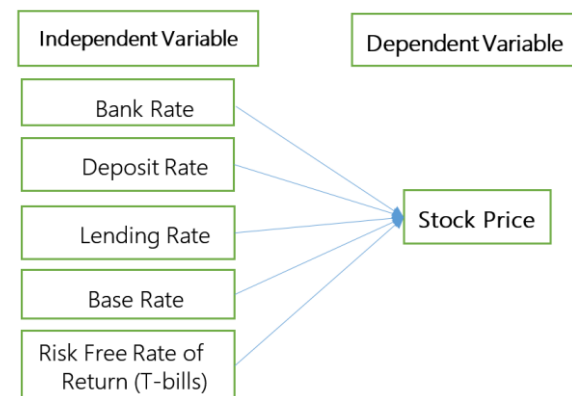 Independent Variable
Dependent Variable
Bank Rate
Deposit Rate
Lending Rate
Stock Price
Base Rate
Risk Free Rate of
Return (T-bills)